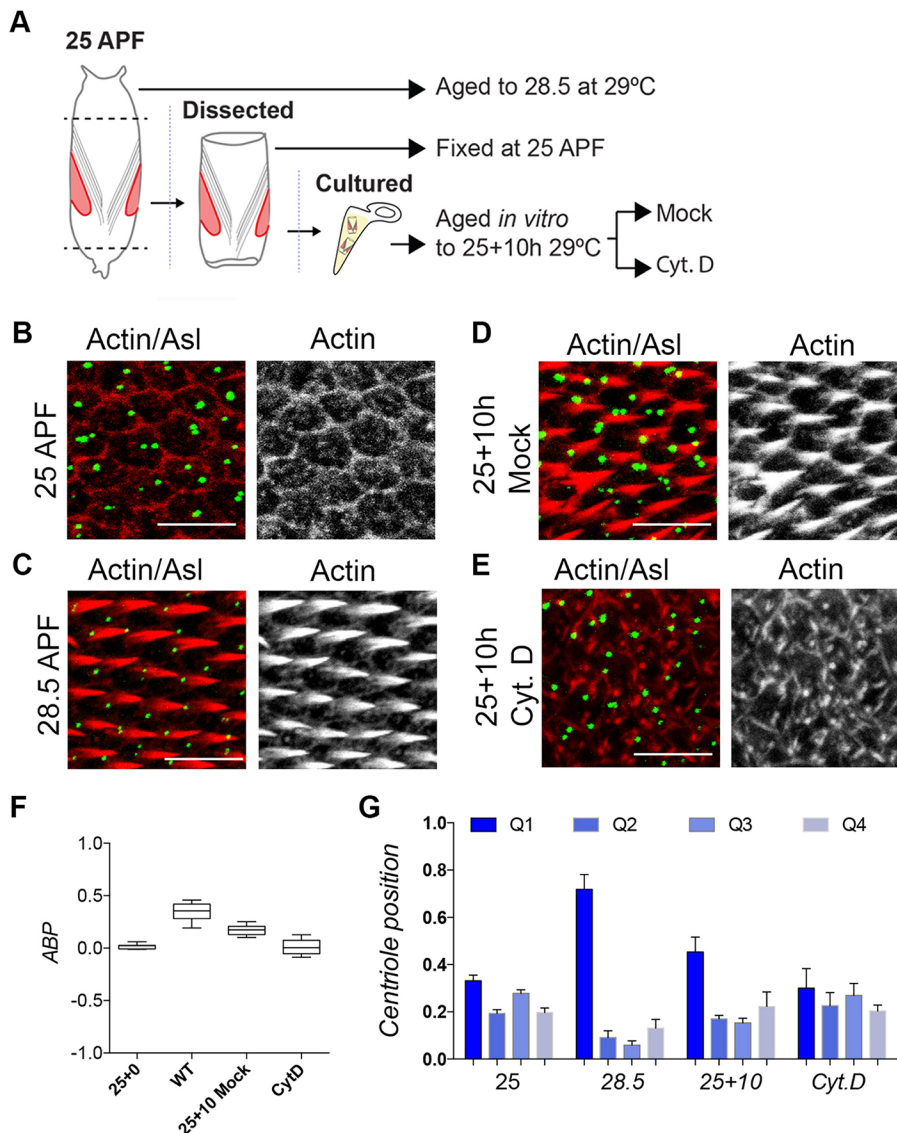 A
25 APF
Aged to 28.5 at 29ºC
Dissected
Fixed at 25 APF
Cultured
Aged in vitro
to 25+10h 29ºC
Mock
Cyt. D
B
Actin/Asl
Actin
25 APF
C
Actin/Asl
Actin
28.5 APF
D
Actin/Asl
Actin
25+10h
Mock
E
Actin/Asl
Actin
25+10h
Cyt. D
F
ABP
1.0
0.5
0.0
-0.5
-1.0
25+0
WT
25+10 Mock
CytD
G
Q1
Q2
Q3
Q4
Centriole position
1.0
0.8
0.6
0.4
0.2
0.0
25
28.5
25+10
Cyt.D